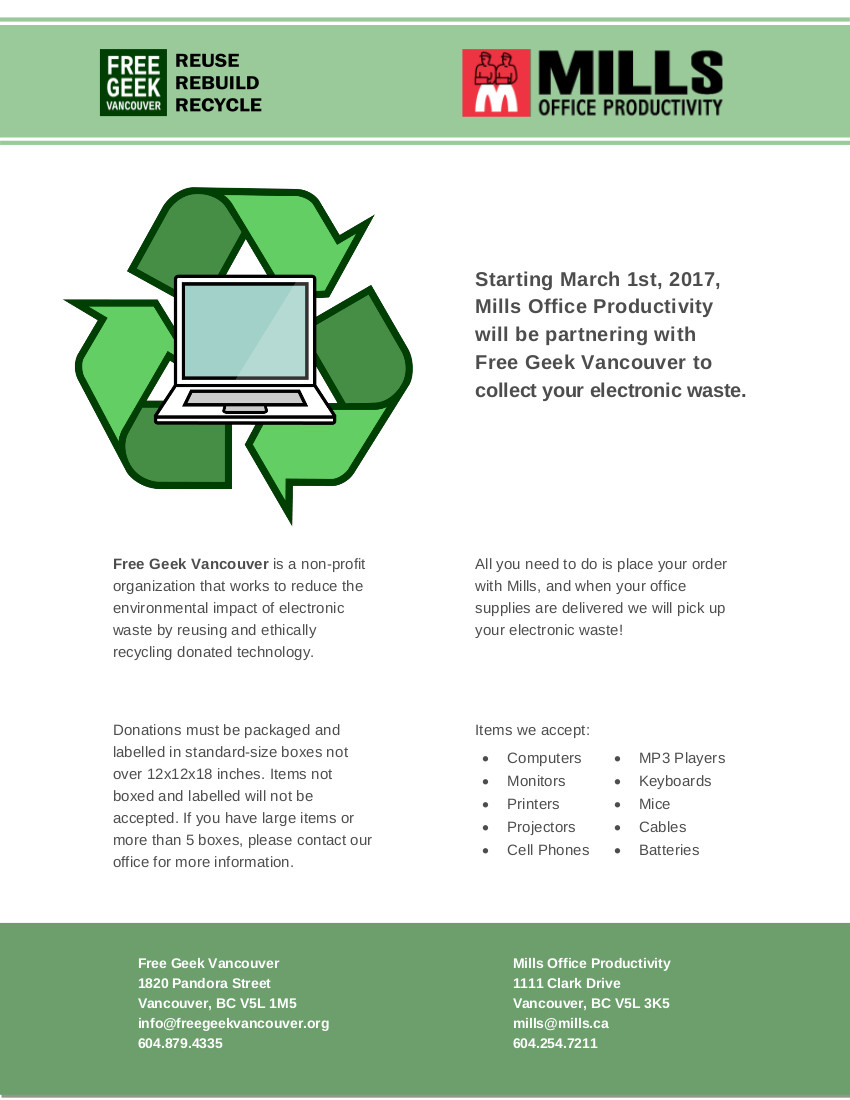 FREE
GEEK
VANCOUVER
REUSE
REBUILD
RECYCLE
MILLS
OFFICE PRODUCTIVITY
Starting March 1st, 2017,
Mills Office Productivity
will be partnering with
Free Geek Vancouver to
collect your electronic waste.
Free Geek Vancouver is a non-profit
organization that works to reduce the
environmental impact of electronic
waste by reusing and ethically
recycling donated technology.
All you need to do is place your order
with Mills, and when your office
supplies are delivered we will pick up
your electronic waste!
Donations must be packaged and
labelled in standard-size boxes not
over 12x12x18 inches. Items not
boxed and labelled will not be
accepted. If you have large items or
more than 5 boxes, please contact our
office for more information.
Items we accept:
• Computers
• Monitors
• Printers
• Projectors
• Cell Phones
• MP3 Players
• Keyboards
• Mice
• Cables
• Batteries
Free Geek Vancouver
1820 Pandora Street
Vancouver, BC V5L 1M5
info@freegeekvancouver.org
604.879.4335
Mills Office Productivity
1111 Clark Drive
Vancouver, BC V5L 3K5
mills@mills.ca
604.254.7211